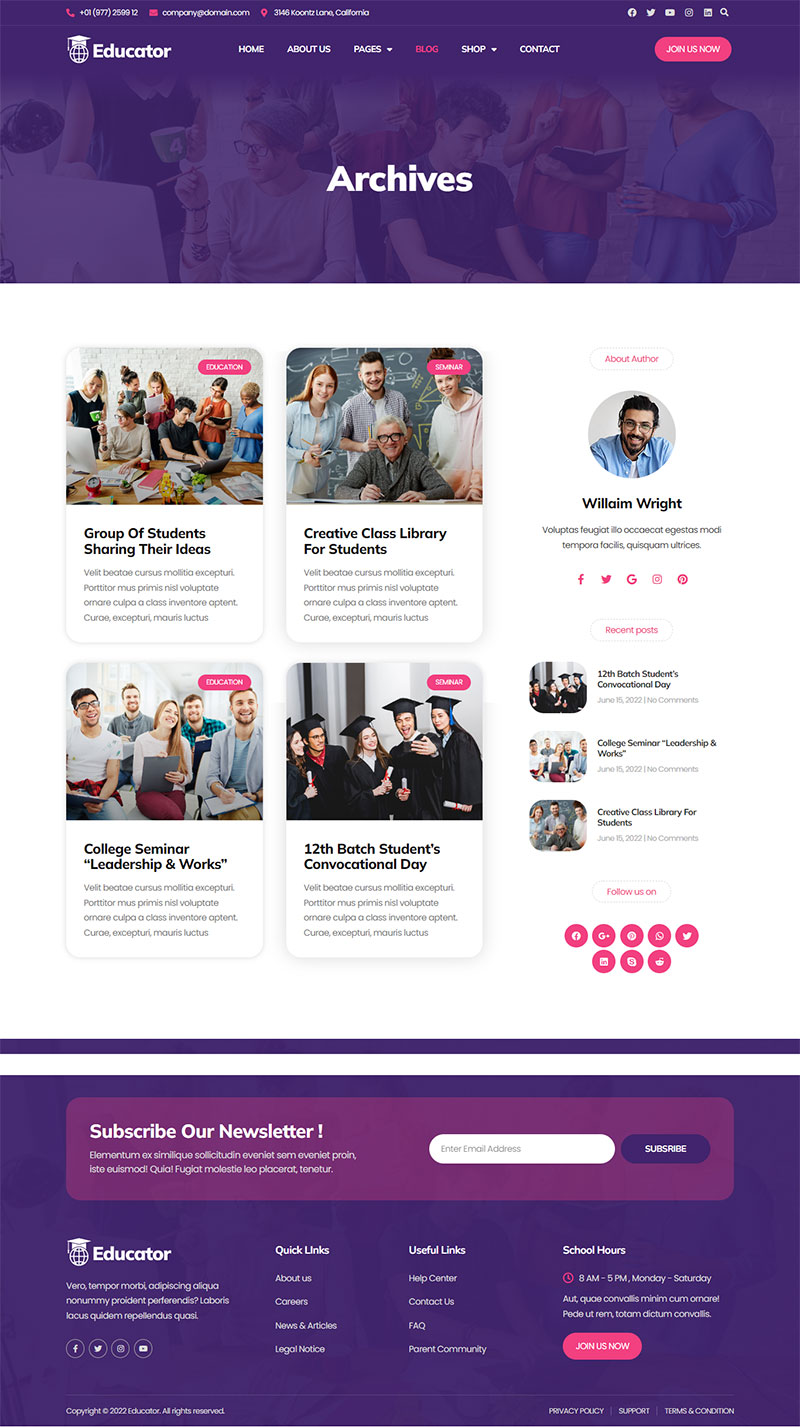 +01 (977) 2599 12 company@domain.com 3146 Koontz Lane, California
Educator HOME ABOUT US PAGES BLOG SHOP CONTACT JOIN US NOW
Archives
EDUCATION
Group Of Students
Sharing Their Ideas
Velit beatae cursus mollitia excepturi.
Porttitor mus primis nisl voluptate
ornare culpa a class inventore aptent.
Curae, excepturi, mauris luctus
SEMINAR
Creative Class Library
For Students
Velit beatae cursus mollitia excepturi.
Porttitor mus primis nisl voluptate
ornare culpa a class inventore aptent.
Curae, excepturi, mauris luctus
EDUCATION
College Seminar
“Leadership & Works”
Velit beatae cursus mollitia excepturi.
Porttitor mus primis nisl voluptate
ornare culpa a class inventore aptent.
Curae, excepturi, mauris luctus
SEMINAR
12th Batch Student’s
Convocational Day
Velit beatae cursus mollitia excepturi.
Porttitor mus primis nisl voluptate
ornare culpa a class inventore aptent.
Curae, excepturi, mauris luctus
About Author
Willaim Wright
Voluptas feugiat illo occaecat egestas modi
tempora facilis, quisquam ultrices.
Recent posts
12th Batch Student’s
Convocational Day
June 15, 2022 | No Comments
College Seminar “Leadership &
Works”
June 15, 2022 | No Comments
Creative Class Library For
Students
June 15, 2022 | No Comments
Follow us on
Subscribe Our Newsletter !
Elementum ex similique sollicitudin eveniet sem eveniet proin,
iste euismod! Quia! Fugiat molestie leo placerat, tenetur.
Enter Email Address SUBSRIBE
Educator
Vero, tempor morbi, adipiscing aliqua
nonummy proident perferendis? Laboris
lacus quidem repellendus quasi.
Quick LInks
About us
Careers
News & Articles
Legal Notice
Useful Links
Help Center
Contact Us
FAQ
Parent Community
School Hours
8 AM - 5 PM , Monday - Saturday
Aut, quae convallis minim cum ornare!
Pede ut rem, totam dictum convallis.
JOIN US NOW
Copyright © 2022 Educator. All rights reserved. PRIVACY POLICY SUPPORT TERMS & CONDITION